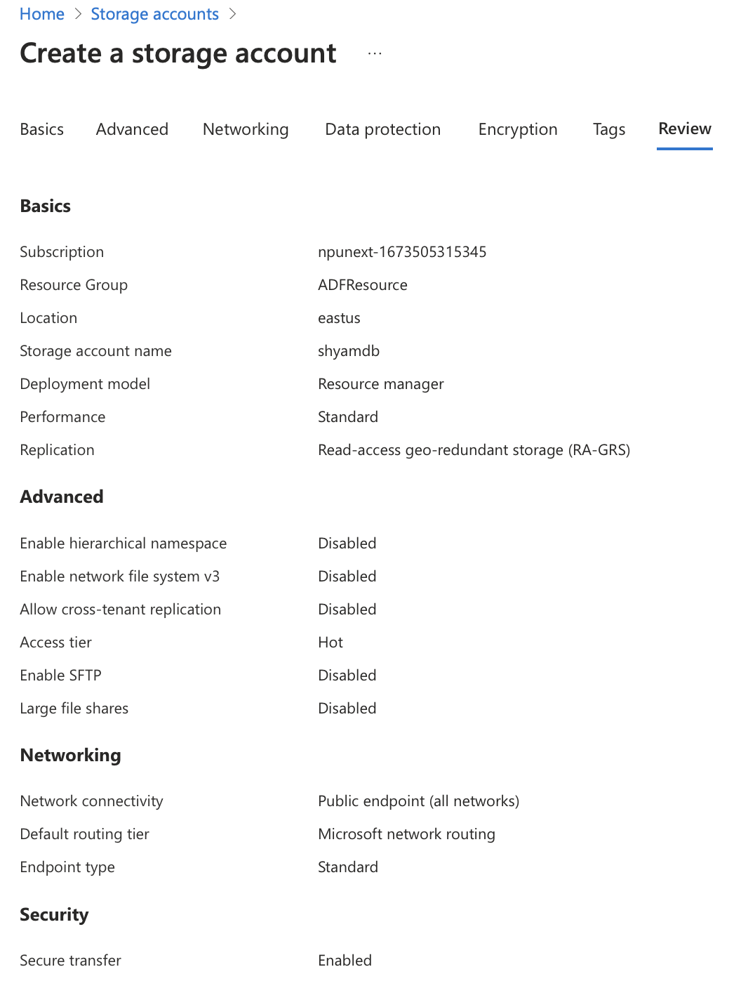 Home > Storage accounts >
Create a storage account ...
Basics Advanced Networking Data protection Encryption Tags Review
Basics
Subscription npunext-1673505315345
Resource Group ADFResource
Location eastus
Storage account name shyamdb
Deployment model Resource manager
Performance Standard
Replication Read-access geo-redundant storage (RA-GRS)
Advanced
Enable hierarchical namespace Disabled
Enable network file system v3 Disabled
Allow cross-tenant replication Disabled
Access tier Hot
Enable SFTP Disabled
Large file shares Disabled
Networking
Network connectivity Public endpoint (all networks)
Default routing tier Microsoft network routing
Endpoint type Standard
Security
Secure transfer Enabled